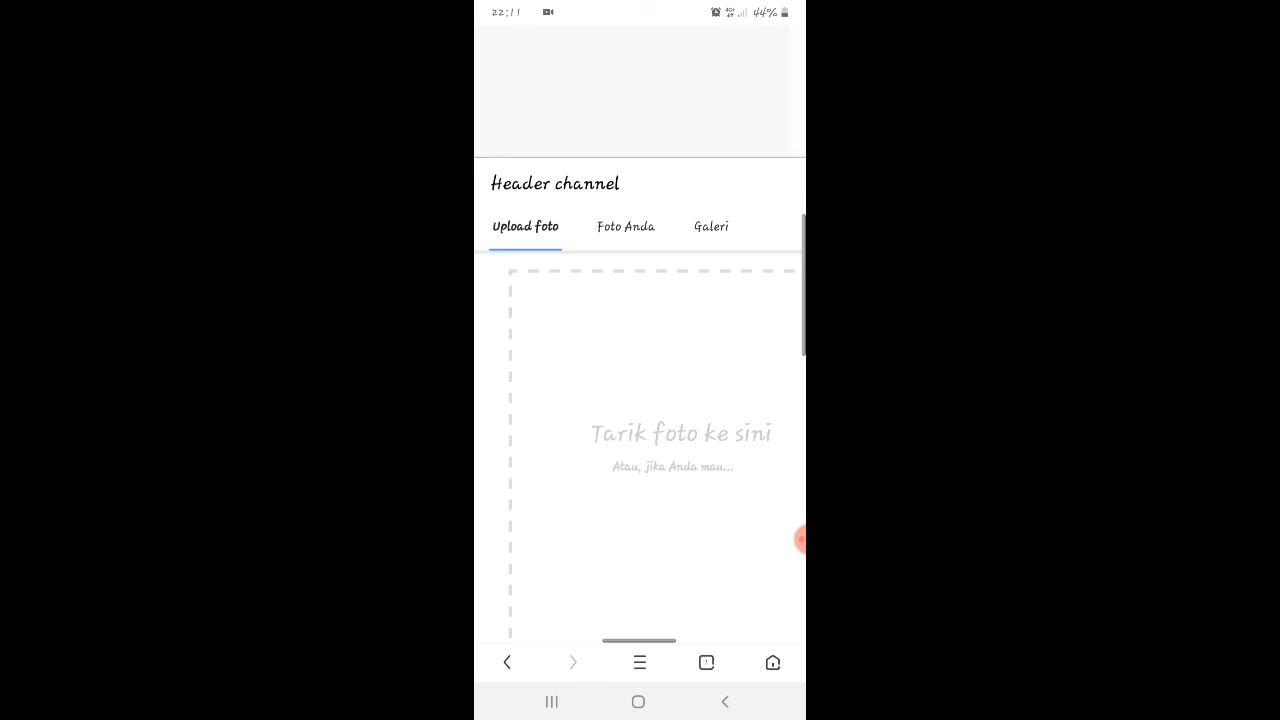 22:11 44%
Header channel
Upload foto Foto Anda Galeri
Tarik foto ke sini
Atau, jika Anda mau...